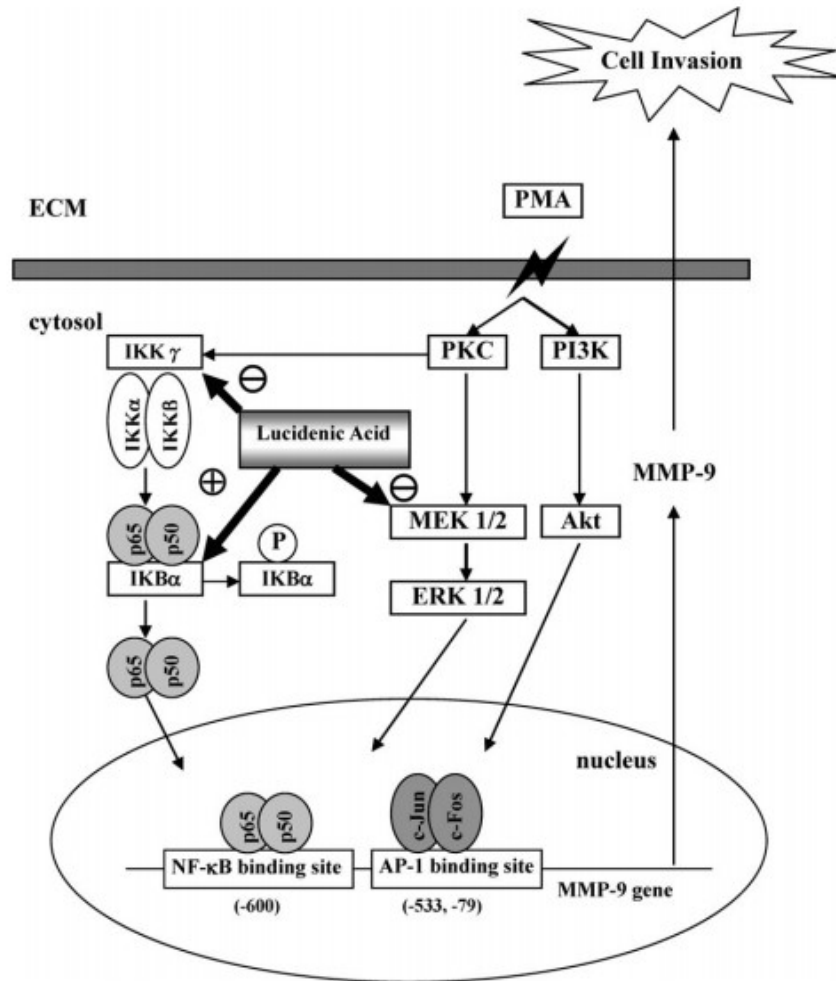 Cell Invasion
PMA
ECM
cytosol
IKK γ
PKC
PI3K
IKKα
IKKß
⊖
Lucidenic Acid
MMP-9
⊕
⊖
p65
p50
P
MEK 1/2
Akt
IKBα
IKBα
ERK 1/2
p65
p50
nucleus
p65
p50
c-Jun
c-Fos
NF-κB binding site
AP-1 binding site
MMP-9 gene
(-600)
(-533, -79)